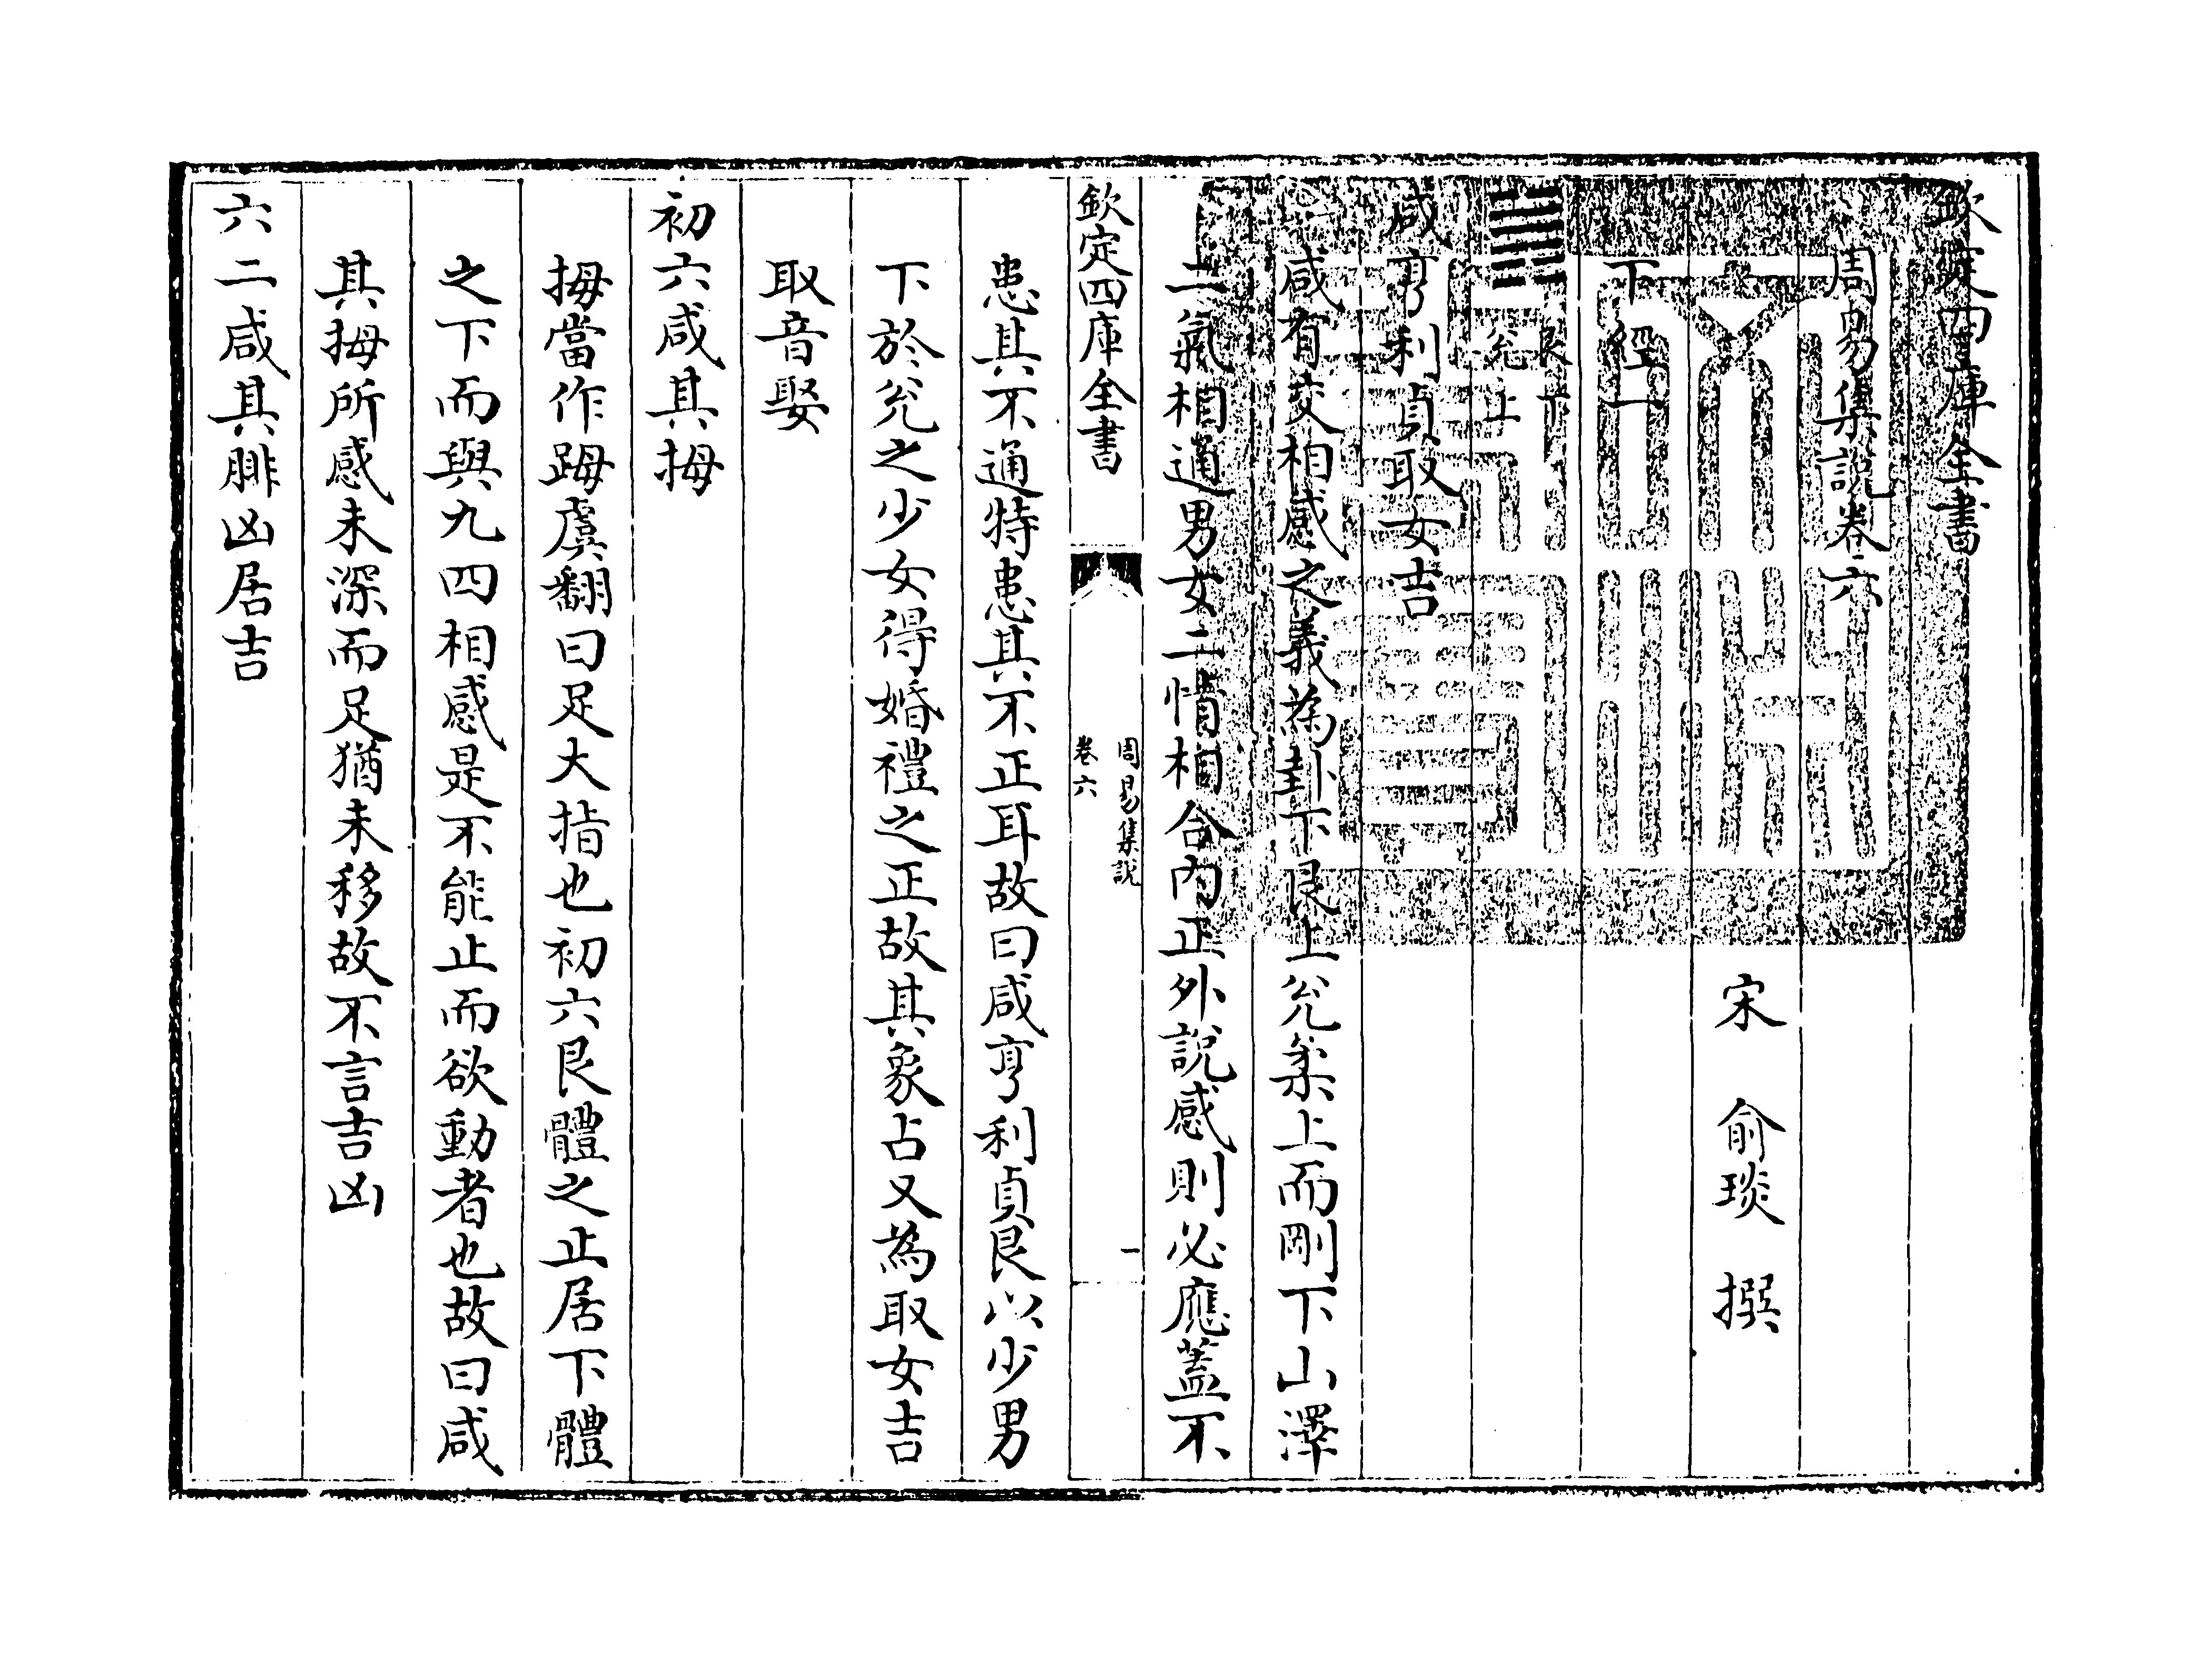 欽定四庫全書
周易集說卷六
宋 俞琰 撰
下經一
䷞艮下兌上
咸亨利貞取女吉
咸有交相感之義為卦下艮上兌柔上而剛下山澤
二氣相通男女二情相合內正外說感則必應蓋不
欽定四庫全書
周易集說
卷六
一
患其不通特患其不正耳故曰咸亨利貞艮以少男
下於兌之少女得婚禮之正故其象占又為取女吉
取音娶
初六咸其拇
拇當作踇虞翻曰足大指也初六艮體之止居下體
之下而與九四相感是不能止而欲動者也故曰咸
其拇所感未深而足猶未移故不言吉凶
六二咸其腓凶居吉